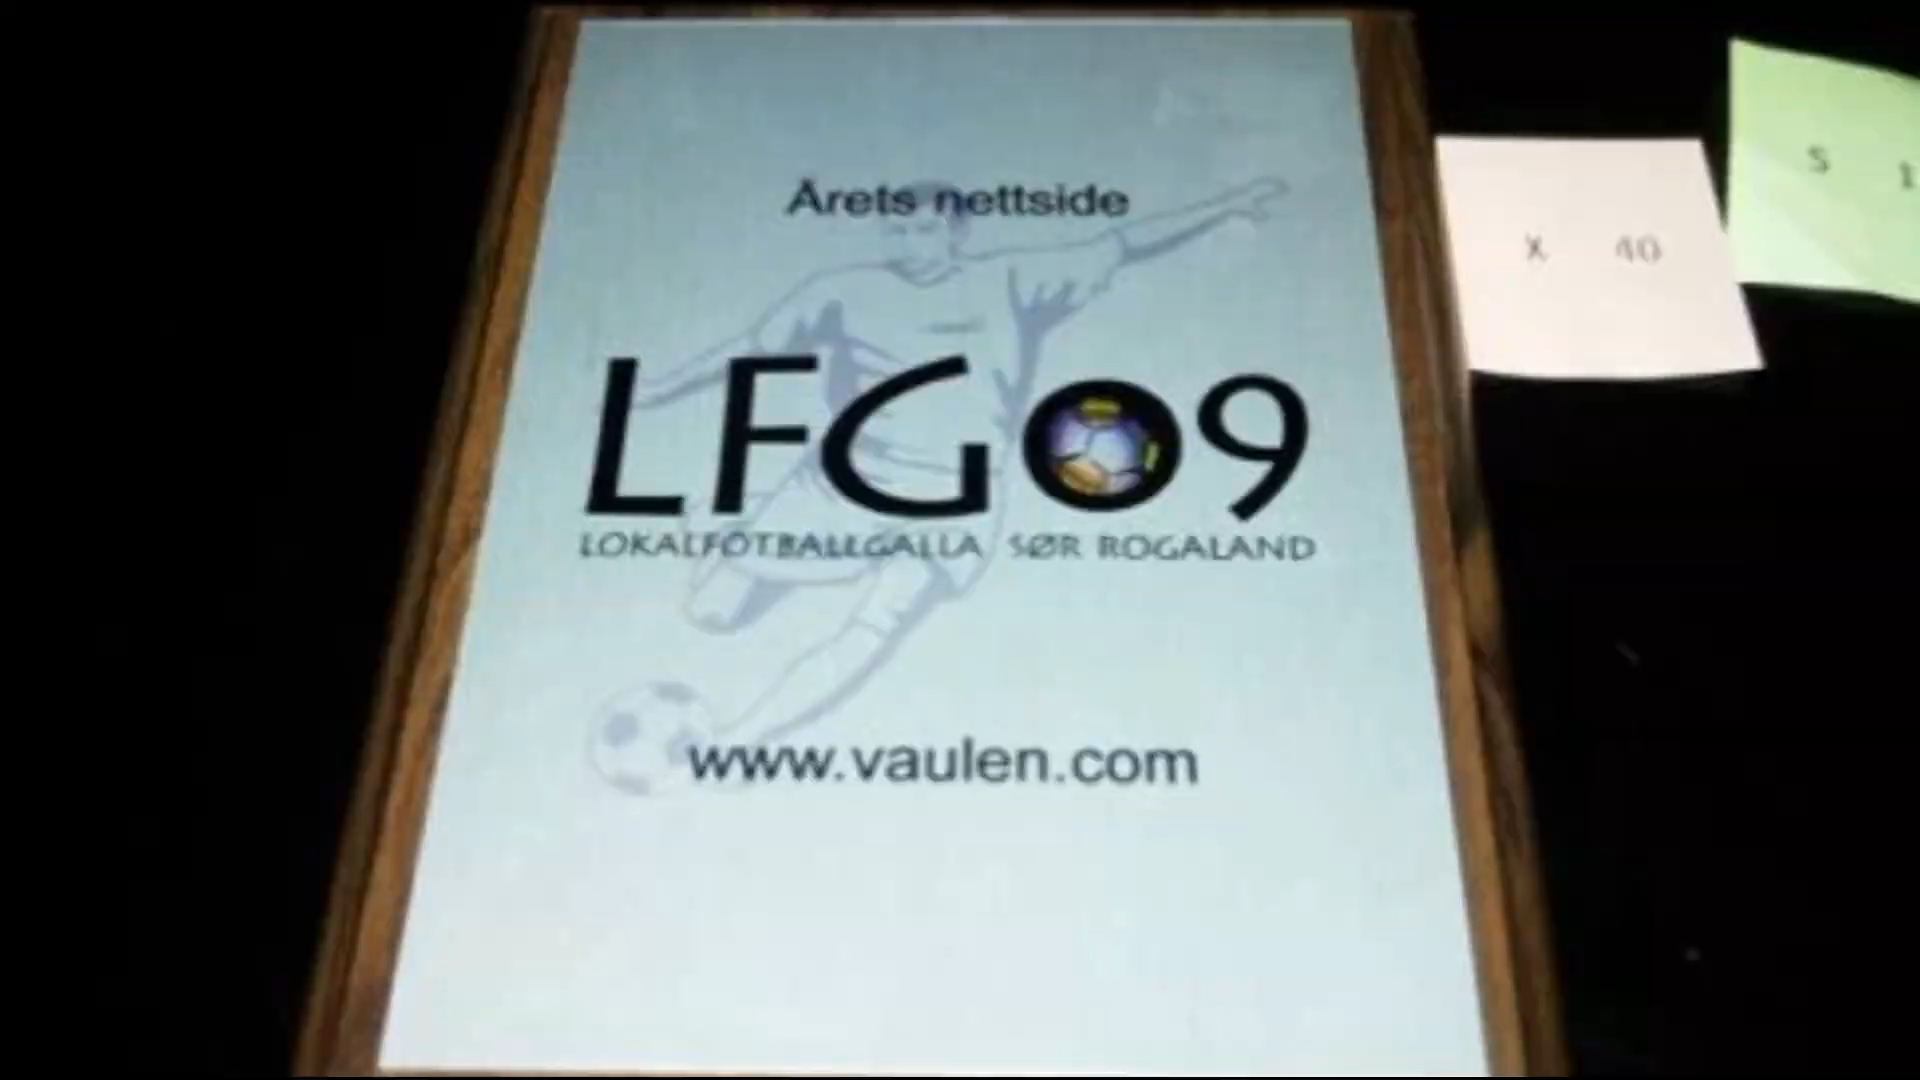 Årets nettside
LFG09
LOKALFOTBALLGALLA SØR ROGALAND
www.vaulen.com
X 40
S